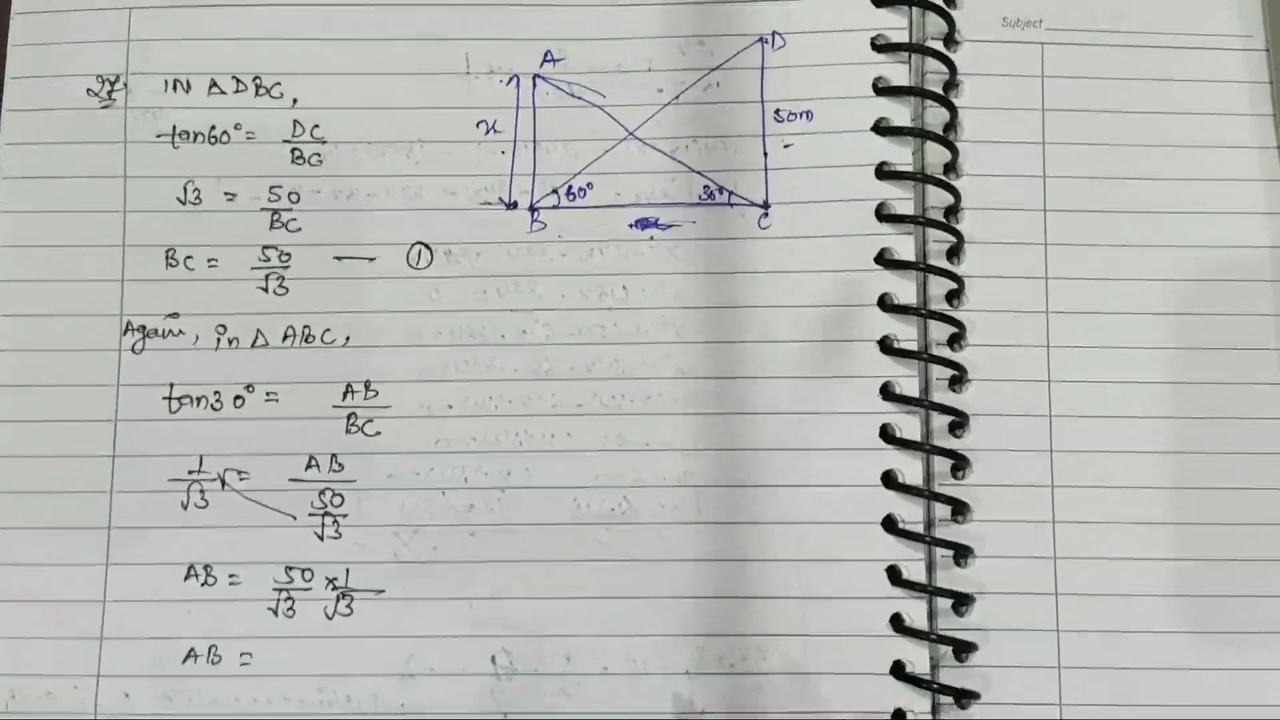 Subject
27. IN ΔDBC,
tan60° = DC/BC
√3 = 50/BC
BC = 50/√3 — ①
Again, in Δ ABC,
tan30° = AB/BC
1/√3 = AB/(50/√3)
AB = 50/√3 × 1/√3
AB =
A
D
x
50m
60°
30°
B
C